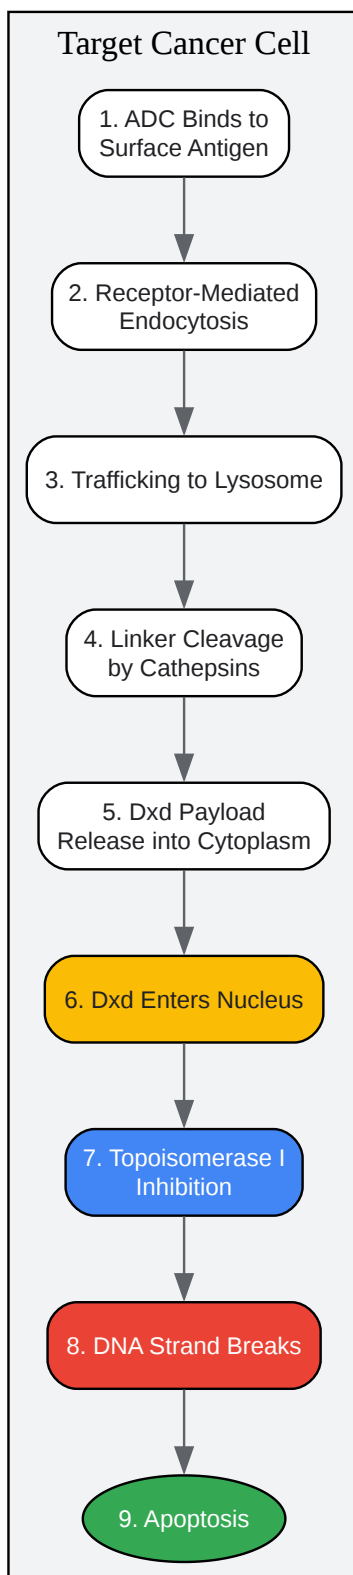 Target Cancer Cell
1. ADC Binds to
Surface Antigen
2. Receptor-Mediated
Endocytosis
3. Trafficking to Lysosome
4. Linker Cleavage
by Cathepsins
5. Dxd Payload
Release into Cytoplasm
6. Dxd Enters Nucleus
7. Topoisomerase I
Inhibition
8. DNA Strand Breaks
9. Apoptosis